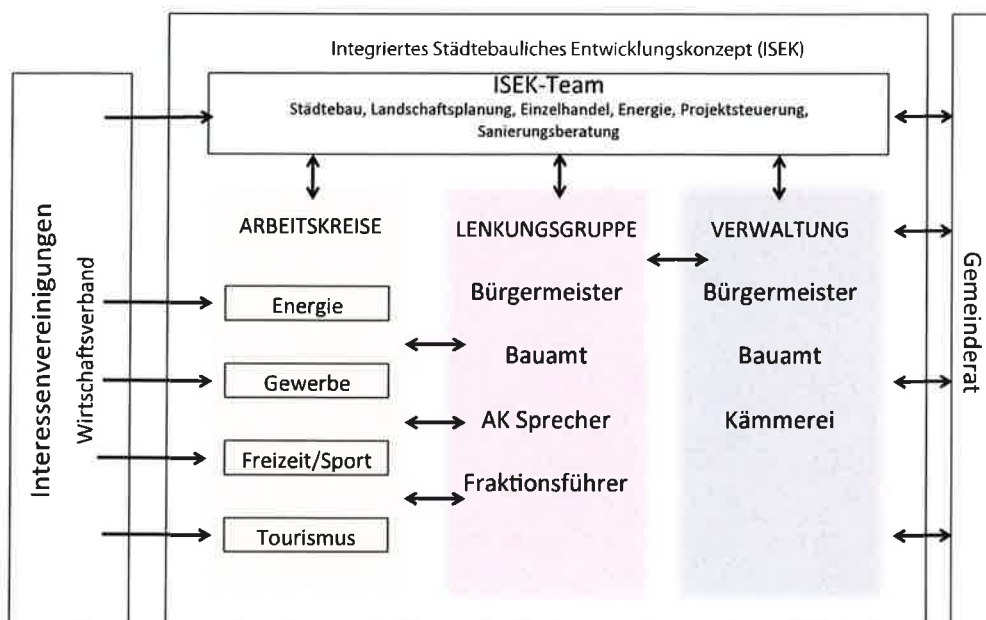 Integriertes Städtebauliches Entwicklungskonzept (ISEK)
ISEK-Team
Städtebau, Landschaftsplanung, Einzelhandel, Energie, Projektsteuerung,
Sanierungsberatung
Interessenvereinigungen
Wirtschaftsverband
ARBEITSKREISE
Energie
Gewerbe
Freizeit/Sport
Tourismus
LENKUNGSGRUPPE
Bürgermeister
Bauamt
AK Sprecher
Fraktionsführer
VERWALTUNG
Bürgermeister
Bauamt
Kämmerei
Gemeinderat